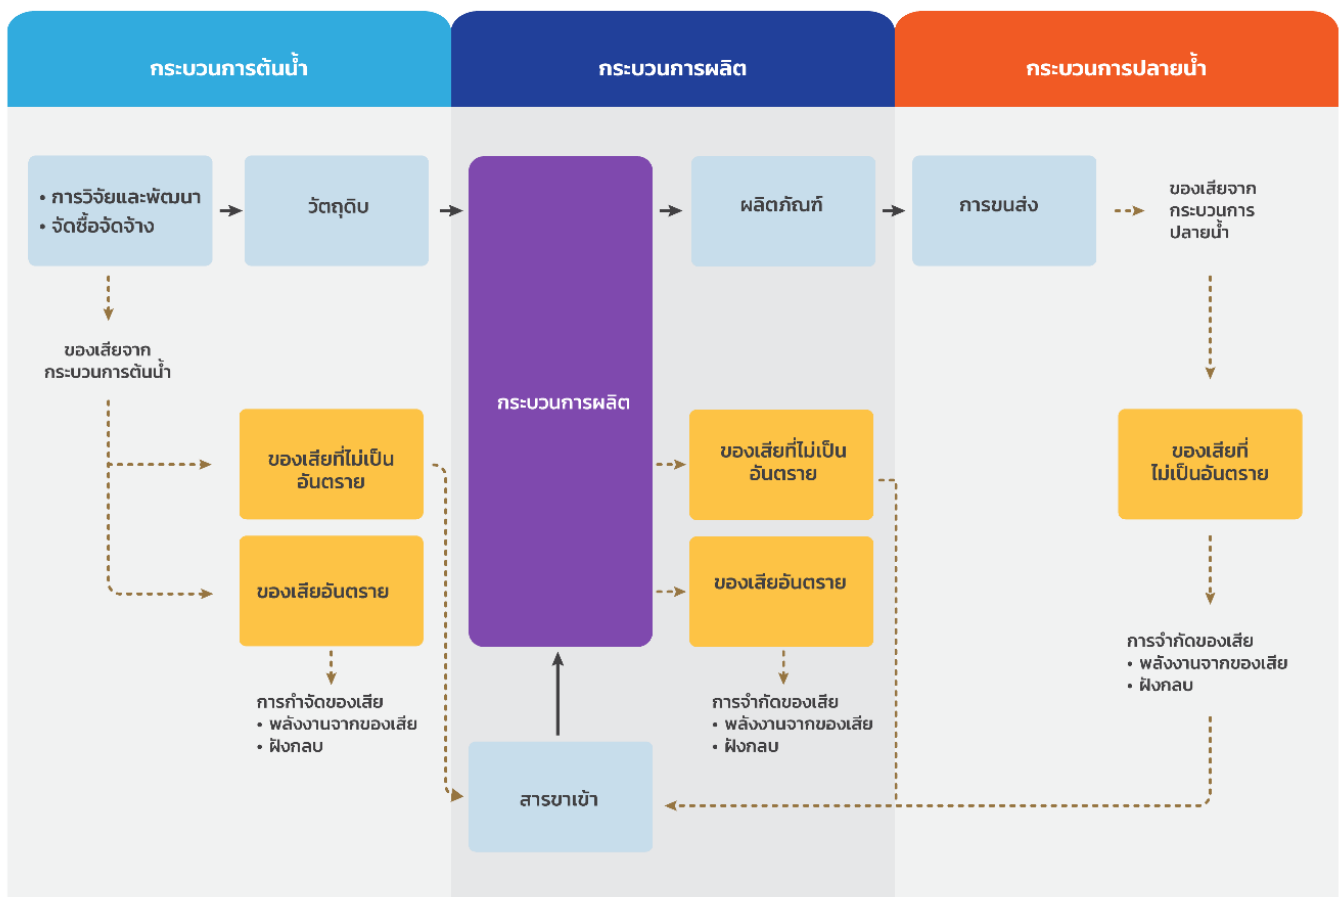 กระบวนการต้นน้ำ
กระบวนการผลิต
กระบวนการปลายน้ำ
• การวิจัยและพัฒนา
• จัดซื้อจัดจ้าง
วัตถุดิบ
ผลิตภัณฑ์
การขนส่ง
ของเสียจาก
กระบวนการ
ปลายน้ำ
ของเสียจาก
กระบวนการต้นน้ำ
กระบวนการผลิต
ของเสียที่ไม่เป็น
อันตราย
ของเสียที่ไม่เป็น
อันตราย
ของเสียที่
ไม่เป็นอันตราย
ของเสียอันตราย
ของเสียอันตราย
การกำจัดของเสีย
• พลังงานจากของเสีย
• ฝังกลบ
การจำกัดของเสีย
• พลังงานจากของเสีย
• ฝังกลบ
การจำกัดของเสีย
• พลังงานจากของเสีย
• ฝังกลบ
สารขาเข้า